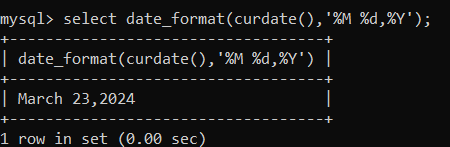 mysql> select date_format(curdate(),'%M %d,%Y');
+----------------------------------+
| date_format(curdate(),'%M %d,%Y') |
+----------------------------------+
| March 23,2024                     |
+----------------------------------+
1 row in set (0.00 sec)